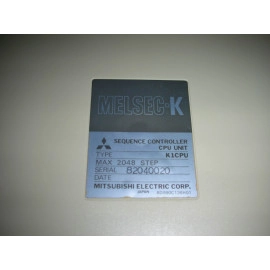 MELSEC-K
SEQUENCE CONTROLLER
CPU UNIT
TYPE K1CPU
MAX 2048 STEP
SERIAL B2040020
DATE
MITSUBISHI ELECTRIC CORP.
JAPAN